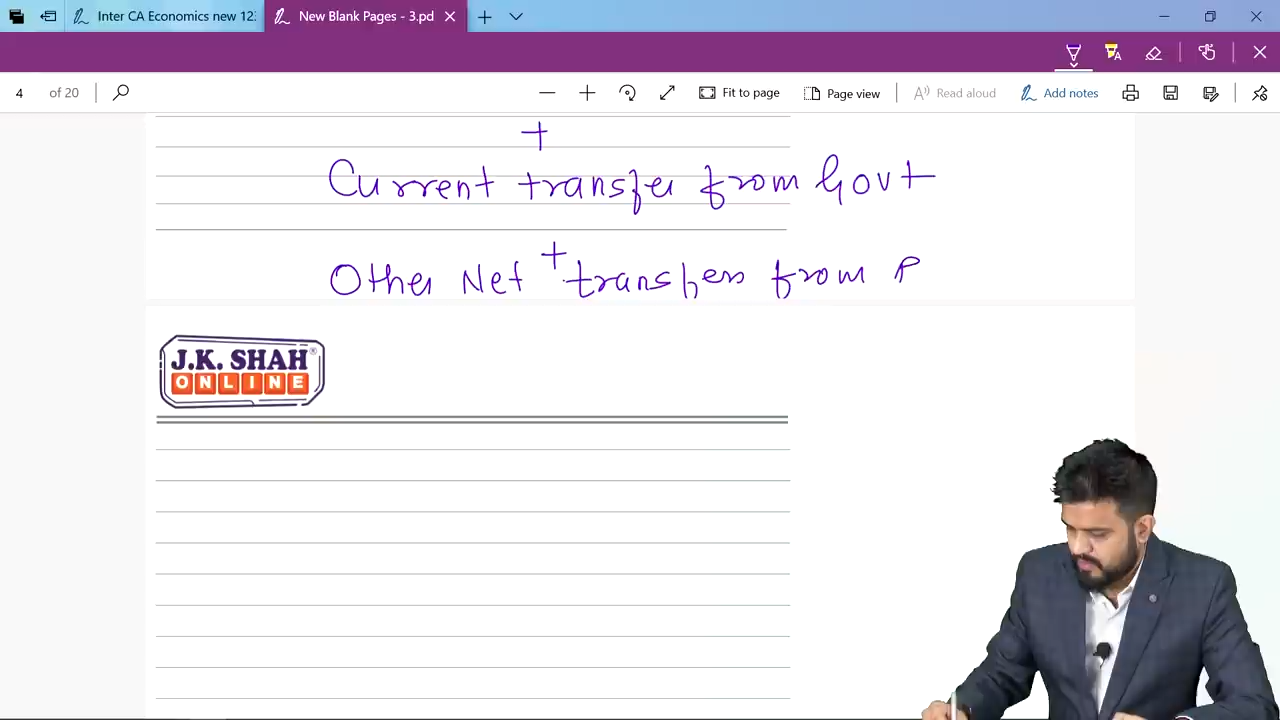 Inter CA Economics new 123
New Blank Pages - 3.pd
4 of 20
Fit to page
Page view
Read aloud
Add notes
+
Current transfer from Govt
+
Other Net transfers from R
J.K. SHAH®
ONLINE